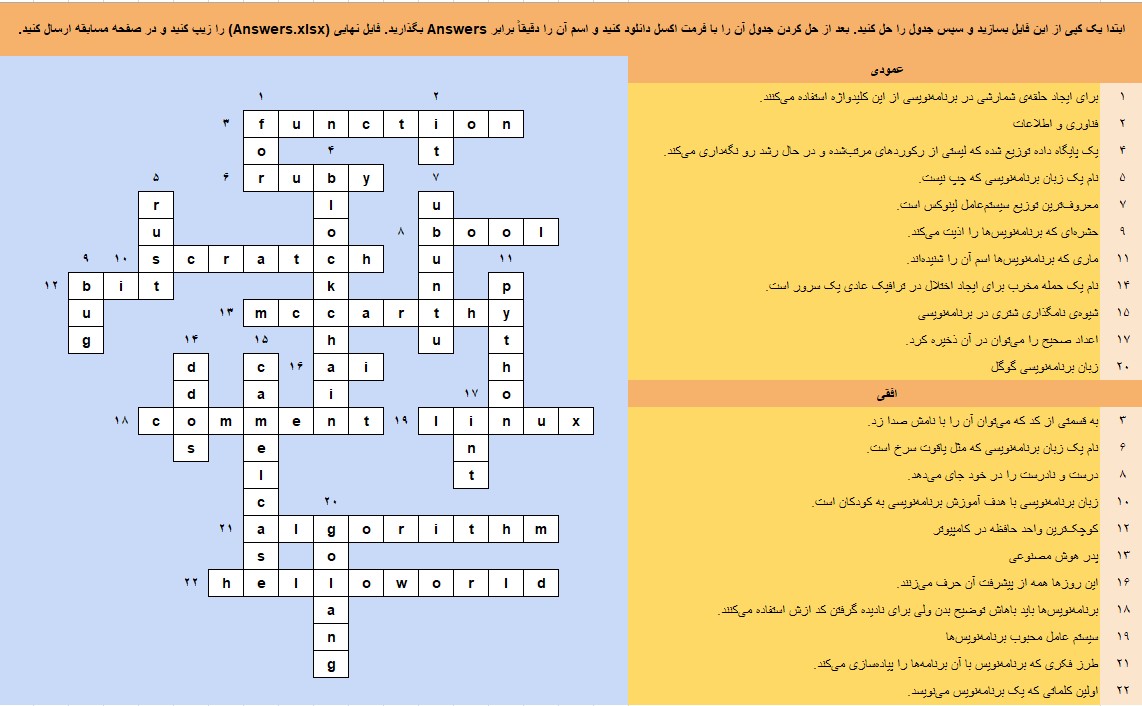 ابتدا یک کپی از این فایل بسازید و سپس جدول را حل کنید. بعد از حل کردن جدول آن را با فرمت اکسل دانلود کنید و اسم آن را دقیقاً برابر Answers بگذارید. فایل نهایی (Answers.xlsx) را زیپ کنید و در صفحه مسابقه ارسال کنید.
عمودی
۱ برای ایجاد حلقه‌ی شمارشی در برنامه‌نویسی از این کلیدواژه استفاده می‌کنند.
۲ فناوری و اطلاعات
۴ یک پایگاه داده توزیع شده که لیستی از رکوردهای مرتب‌شده و در حال رشد رو نگه‌داری می‌کند.
۵ نام یک زبان برنامه‌نویسی که چپ نیست.
۷ معروف‌ترین توزیع سیستم‌عامل لینوکس است.
۹ حشره‌ای که برنامه‌نویس‌ها را اذیت می‌کند.
۱۱ ماری که برنامه‌نویس‌ها اسم آن را شنیده‌اند.
۱۴ نام یک حمله مخرب برای ایجاد اختلال در ترافیک عادی یک سرور است.
۱۵ شیوه‌ی نامگذاری شتری در برنامه‌نویسی
۱۷ اعداد صحیح را می‌توان در آن ذخیره کرد.
۲۰ زبان برنامه‌نویسی گوگل
افقی
۳ به قسمتی از کد که می‌توان آن را با نامش صدا زد.
۶ نام یک زبان برنامه‌نویسی که مثل یاقوت سرخ است.
۸ درست و نادرست را در خود جای می‌دهد.
۱۰ زبان برنامه‌نویسی با هدف آموزش برنامه‌نویسی به کودکان است.
۱۲ کوچک‌ترین واحد حافظه در کامپیوتر
۱۳ پدر هوش مصنوعی
۱۶ این روزها همه از پیشرفت آن حرف می‌زنند.
۱۸ برنامه‌نویس‌ها باید باهاش توضیح بدن ولی برای نادیده گرفتن کد ازش استفاده می‌کنند.
۱۹ سیستم عامل محبوب برنامه‌نویس‌ها
۲۱ طرز فکری که برنامه‌نویس با آن برنامه‌ها را پیاده‌سازی می‌کند.
۲۲ اولین کلماتی که یک برنامه‌نویس می‌نویسد.
۱ ۲
۳ f u n c t i o n
o ۴ t
۵ ۶ r u b y ۷
r l u
u o ۸ b o o l
۹ ۱۰ s c r a t c h u ۱۱
۱۲ b i t k n p
u ۱۳ m c c a r t h y
g ۱۴ ۱۵ h u t
d c ۱۶ a i h
d a i ۱۷ o
۱۸ c o m m e n t ۱۹ l i n u x
s e n
l t
c ۲۰
۲۱ a l g o r i t h m
s o
۲۲ h e l l o w o r l d
a
n
g